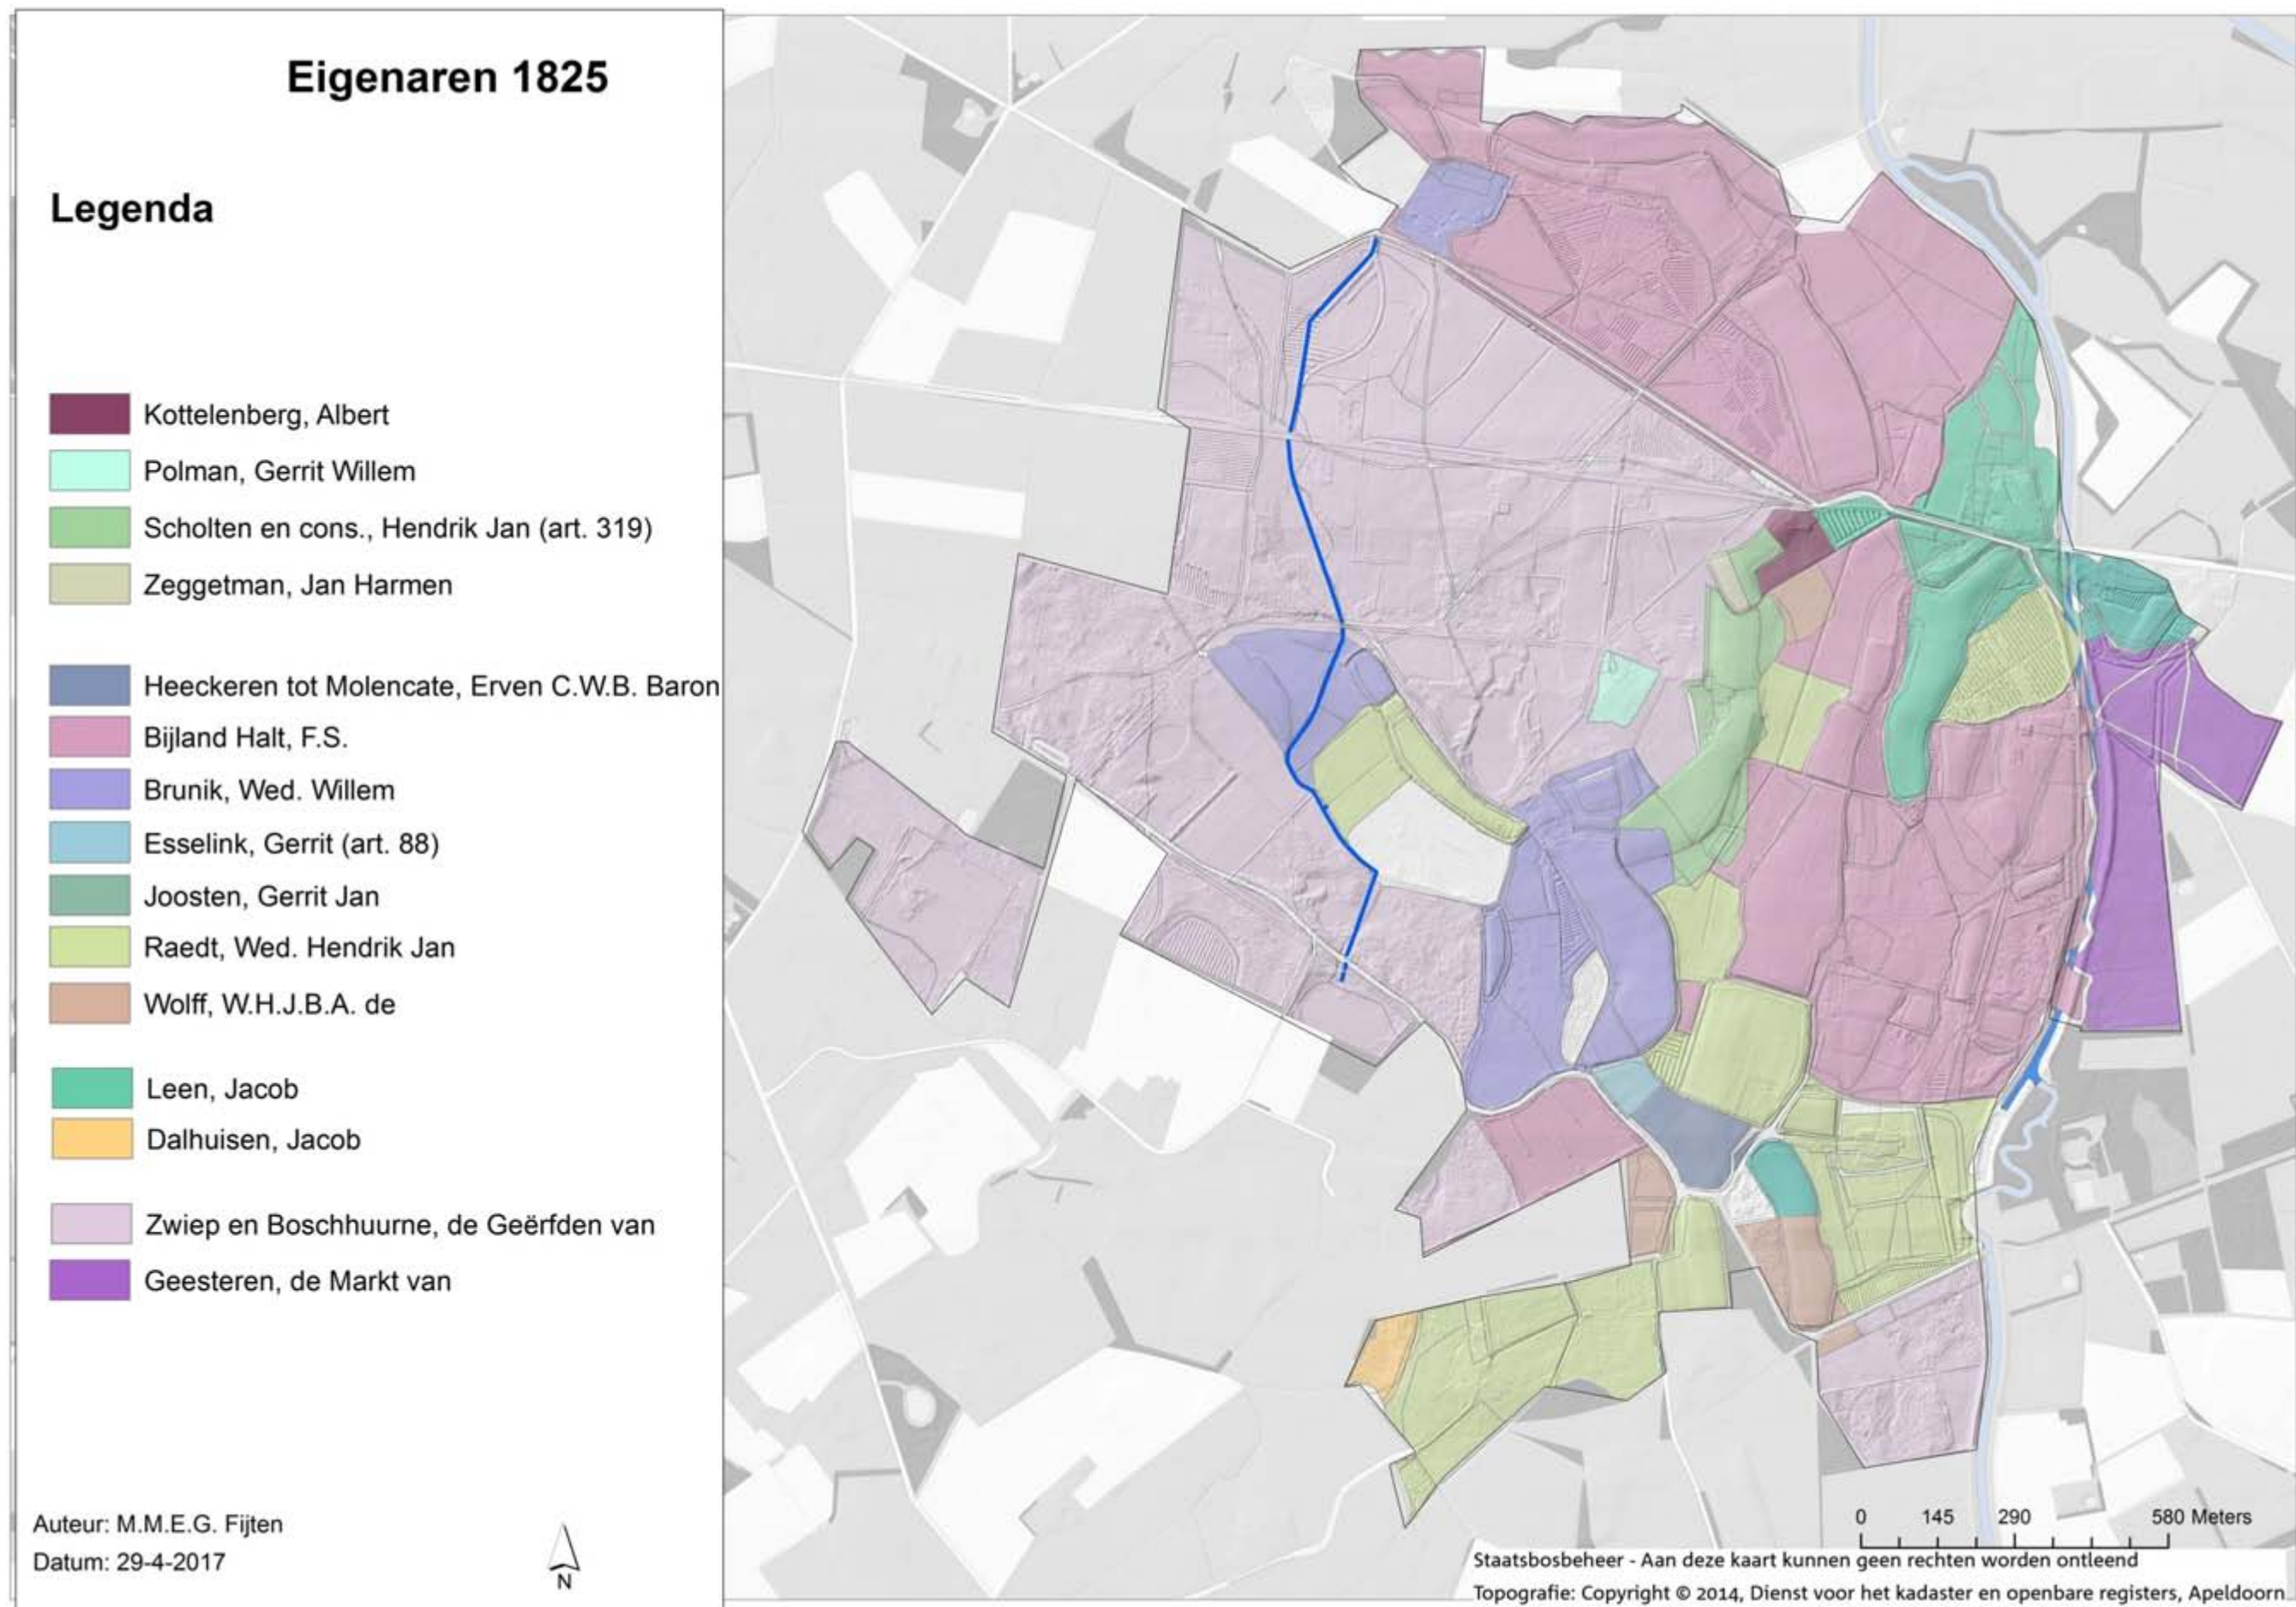 Eigenaren 1825
Legenda
Kottelenberg, Albert
Polman, Gerrit Willem
Scholten en cons., Hendrik Jan (art. 319)
Zeggetman, Jan Harmen
Heeckeren tot Molencate, Erven C.W.B. Baron
Bijland Halt, F.S.
Brunik, Wed. Willem
Esselink, Gerrit (art. 88)
Joosten, Gerrit Jan
Raedt, Wed. Hendrik Jan
Wolff, W.H.J.B.A. de
Leen, Jacob
Dalhuisen, Jacob
Zwiep en Boschhuurne, de Geërfden van
Geesteren, de Markt van
Auteur: M.M.E.G. Fijten
Datum: 29-4-2017
N
0 145 290 580 Meters
Staatsbosbeheer - Aan deze kaart kunnen geen rechten worden ontleend
Topografie: Copyright © 2014, Dienst voor het kadaster en openbare registers, Apeldoorn